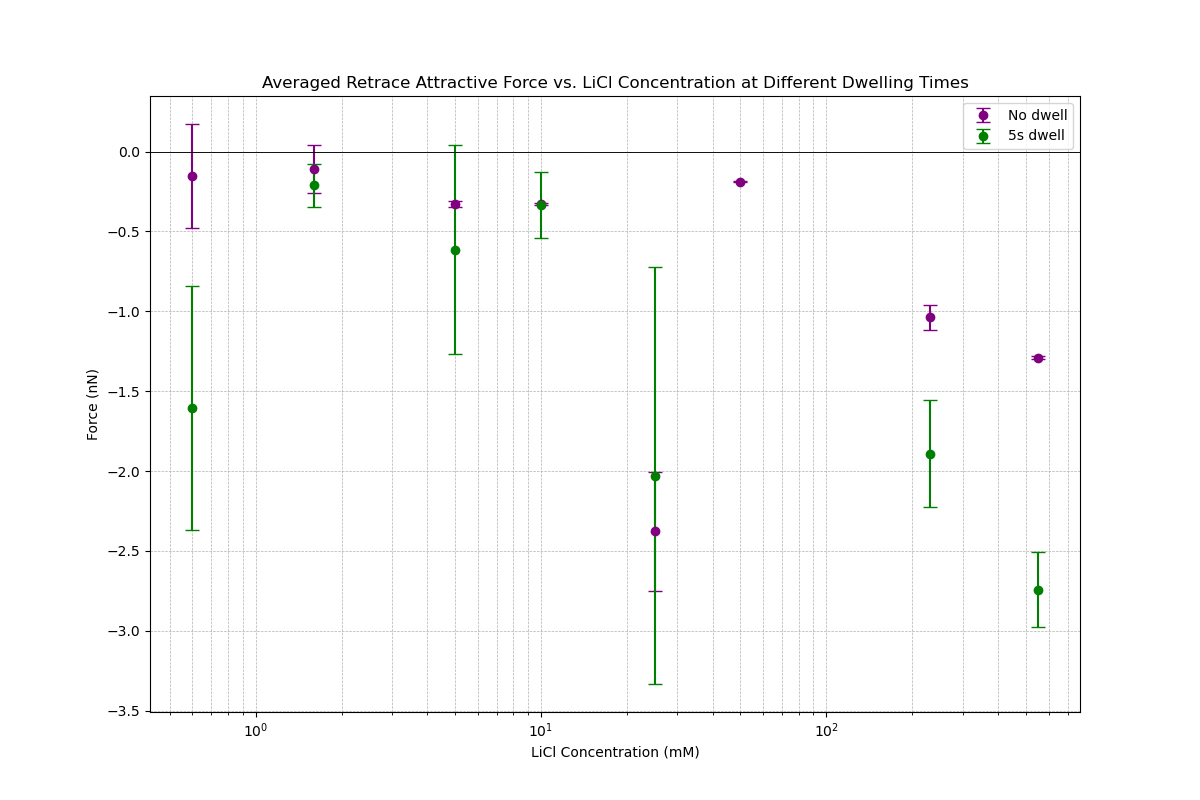 Averaged Retrace Attractive Force vs. LiCl Concentration at Different Dwelling Times
No dwell
5s dwell
0.0
−0.5
−1.0
−1.5
−2.0
−2.5
−3.0
−3.5
Force (nN)
10⁰ 10¹ 10²
LiCl Concentration (mM)